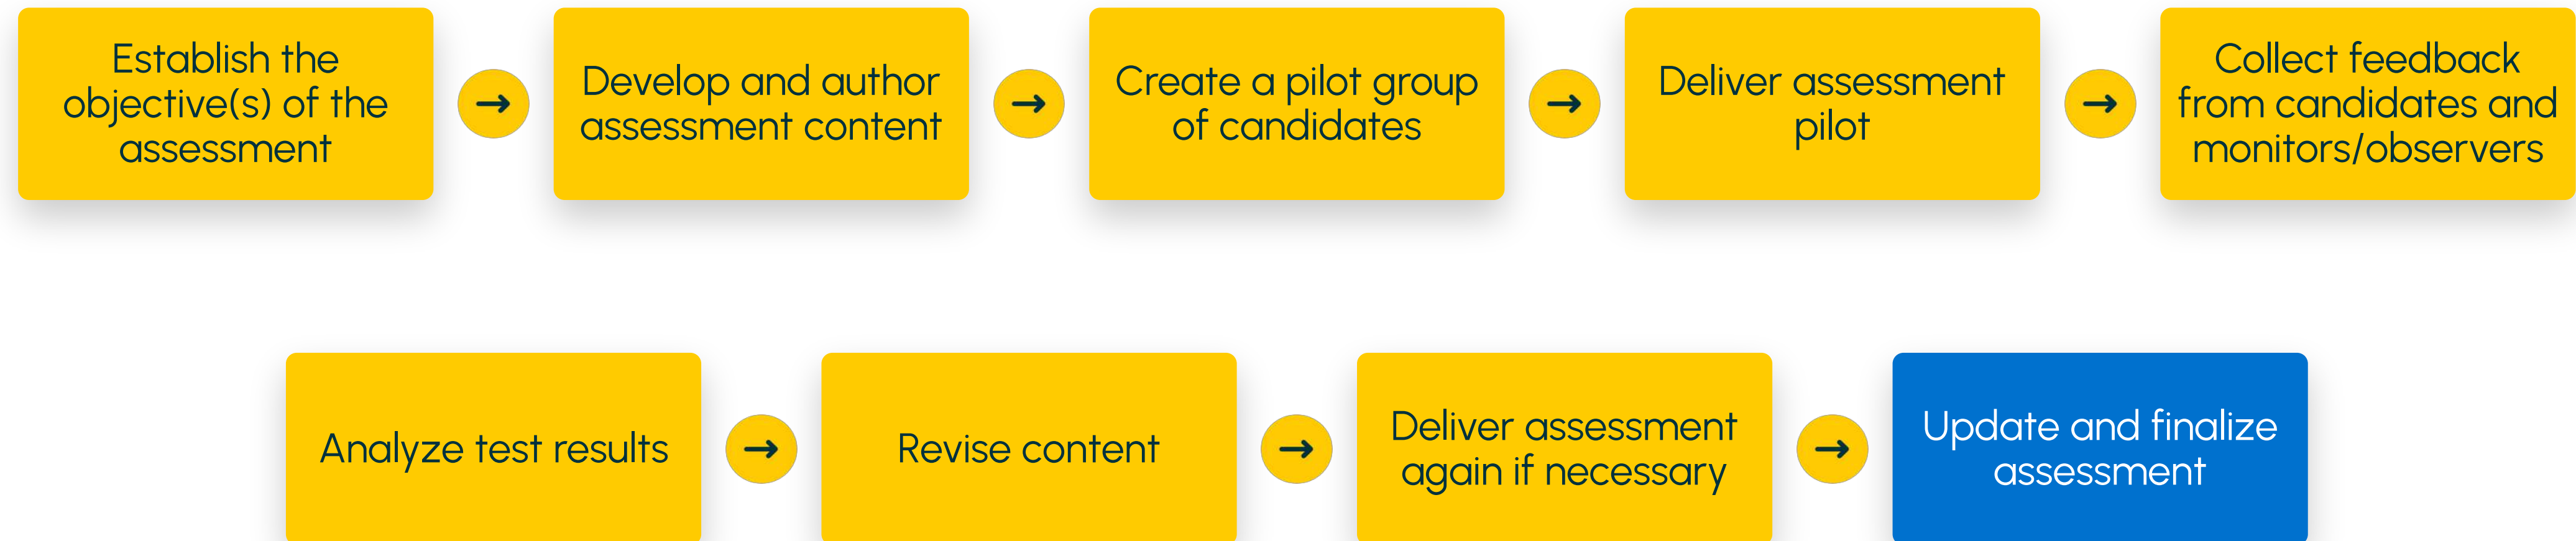 Establish the
objective(s) of the
assessment
Develop and author
assessment content
Create a pilot group
of candidates
Deliver assessment
pilot
Collect feedback
from candidates and
monitors/observers
Analyze test results
Revise content
Deliver assessment
again if necessary
Update and finalize
assessment